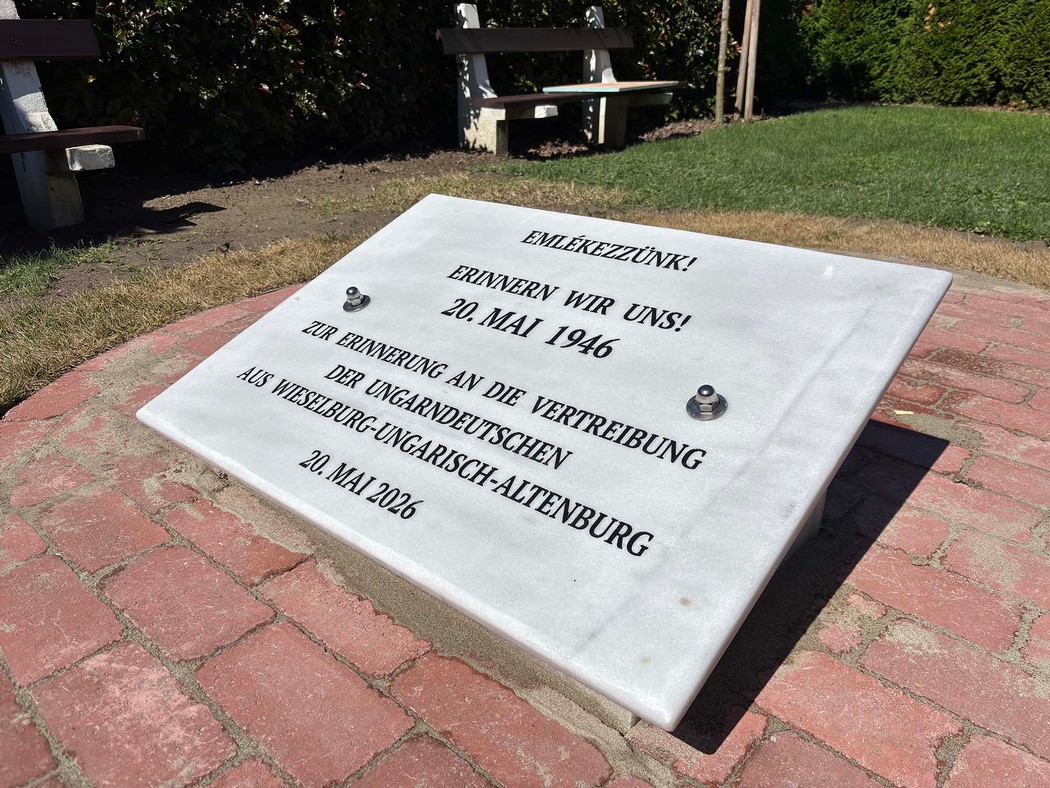 EMLÉKEZZÜNK!
ERINNERN WIR UNS!
20. MAI 1946
ZUR ERINNERUNG AN DIE VERTREIBUNG
DER UNGARNDEUTSCHEN
AUS WIESELBURG-UNGARISCH-ALTENBURG
20. MAI 2026